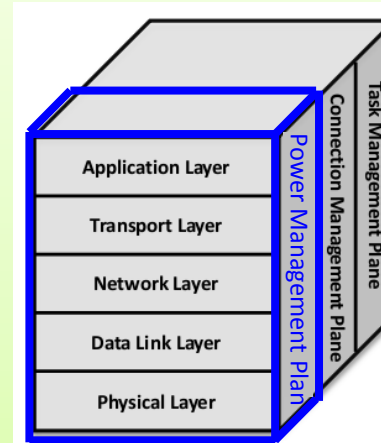 Application Layer
Transport Layer
Network Layer
Data Link Layer
Physical Layer
Power Management Plan
Connection Management Plane
Task Management Plane